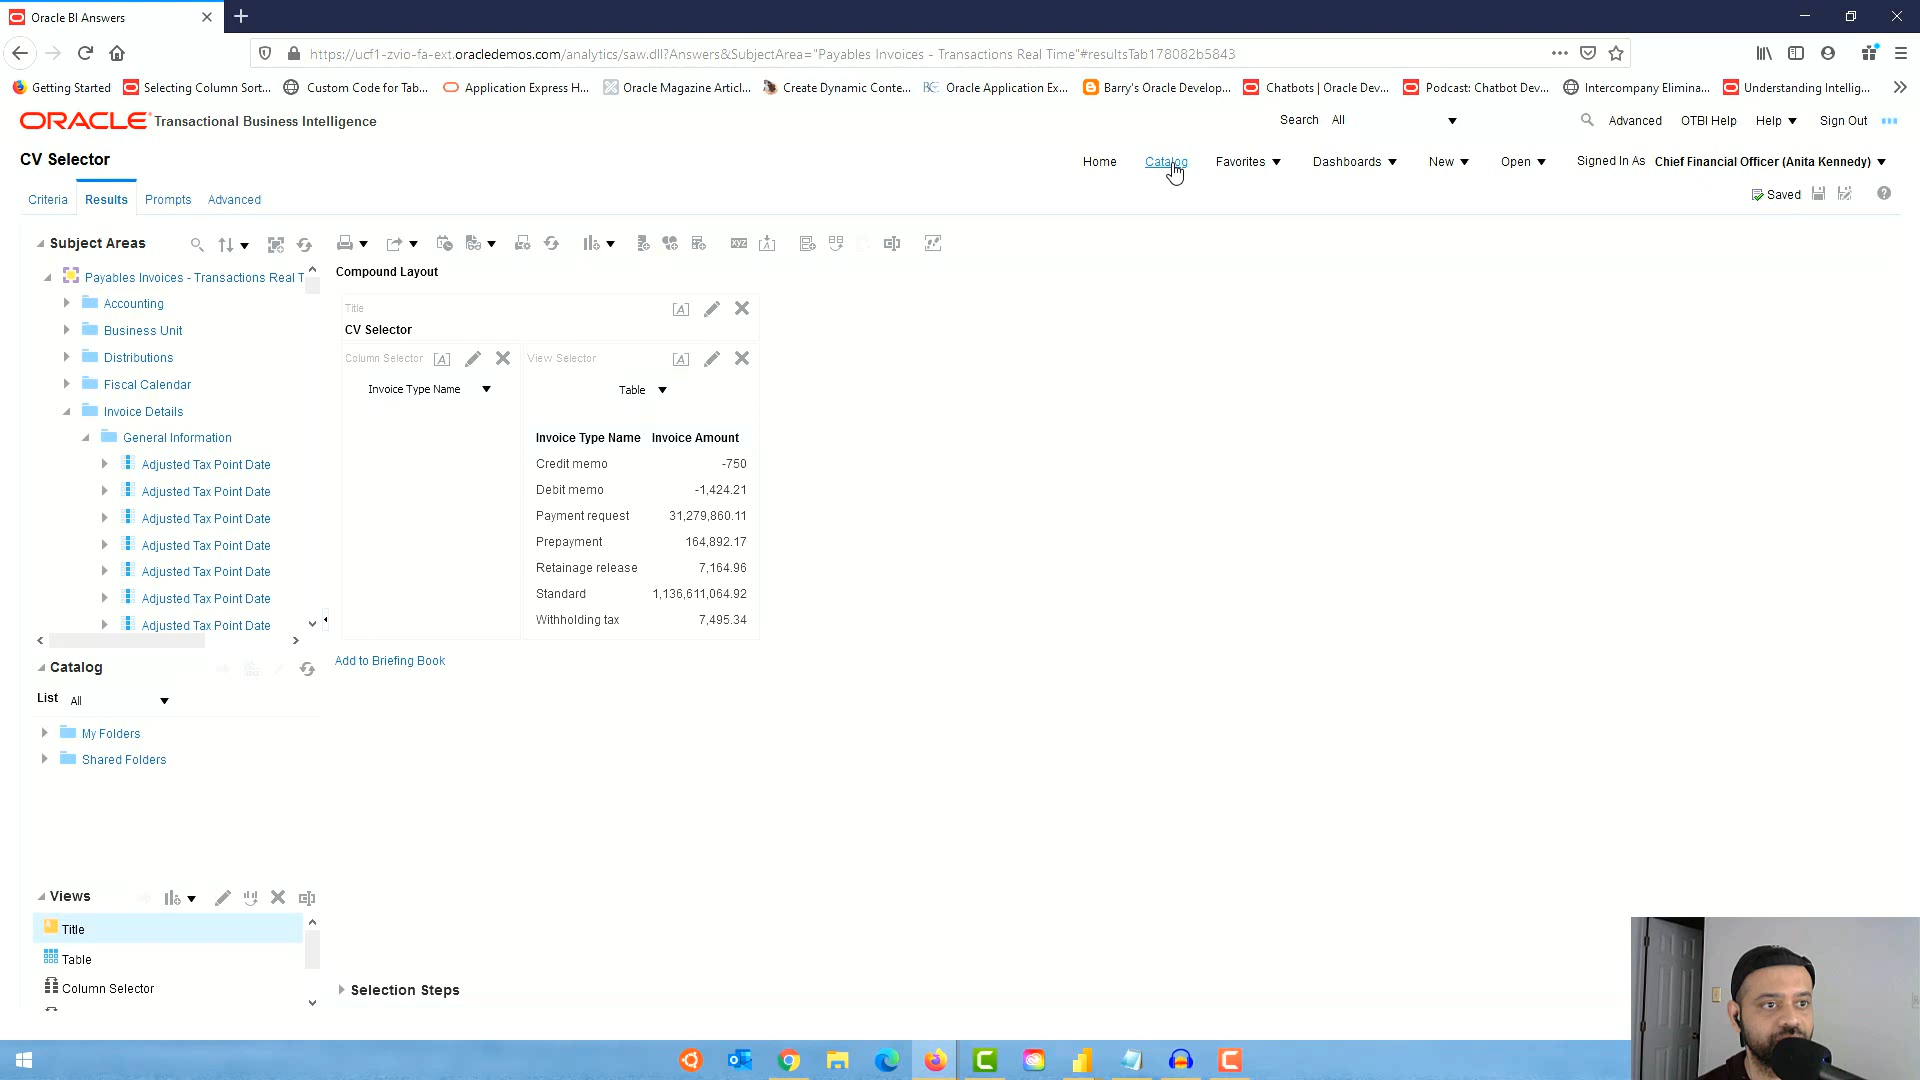 Oracle BI Answers
https://ucf1-zvio-fa-ext.oracledemos.com/analytics/saw.dll?Answers&SubjectArea="Payables Invoices - Transactions Real Time"#resultsTab178082b5843
Getting Started Selecting Column Sort... Custom Code for Tab... Application Express H... Oracle Magazine Articl... Create Dynamic Conte... Oracle Application Ex... Barry's Oracle Develop... Chatbots | Oracle Dev... Podcast: Chatbot Dev... Intercompany Elimina... Understanding Intellig...
ORACLE Transactional Business Intelligence
Search All Advanced OTBI Help Help Sign Out
CV Selector
Home Catalog Favorites Dashboards New Open Signed In As Chief Financial Officer (Anita Kennedy)
Criteria Results Prompts Advanced
Saved
Subject Areas
Payables Invoices - Transactions Real T
Accounting
Business Unit
Distributions
Fiscal Calendar
Invoice Details
General Information
Adjusted Tax Point Date
Adjusted Tax Point Date
Adjusted Tax Point Date
Adjusted Tax Point Date
Adjusted Tax Point Date
Adjusted Tax Point Date
Adjusted Tax Point Date
Catalog
List All
My Folders
Shared Folders
Views
Title
Table
Column Selector
Compound Layout
Title
CV Selector
Column Selector
Invoice Type Name
View Selector
Table
Invoice Type Name Invoice Amount
Credit memo -750
Debit memo -1,424.21
Payment request 31,279,860.11
Prepayment 164,892.17
Retainage release 7,164.96
Standard 1,136,611,064.92
Withholding tax 7,495.34
Add to Briefing Book
Selection Steps